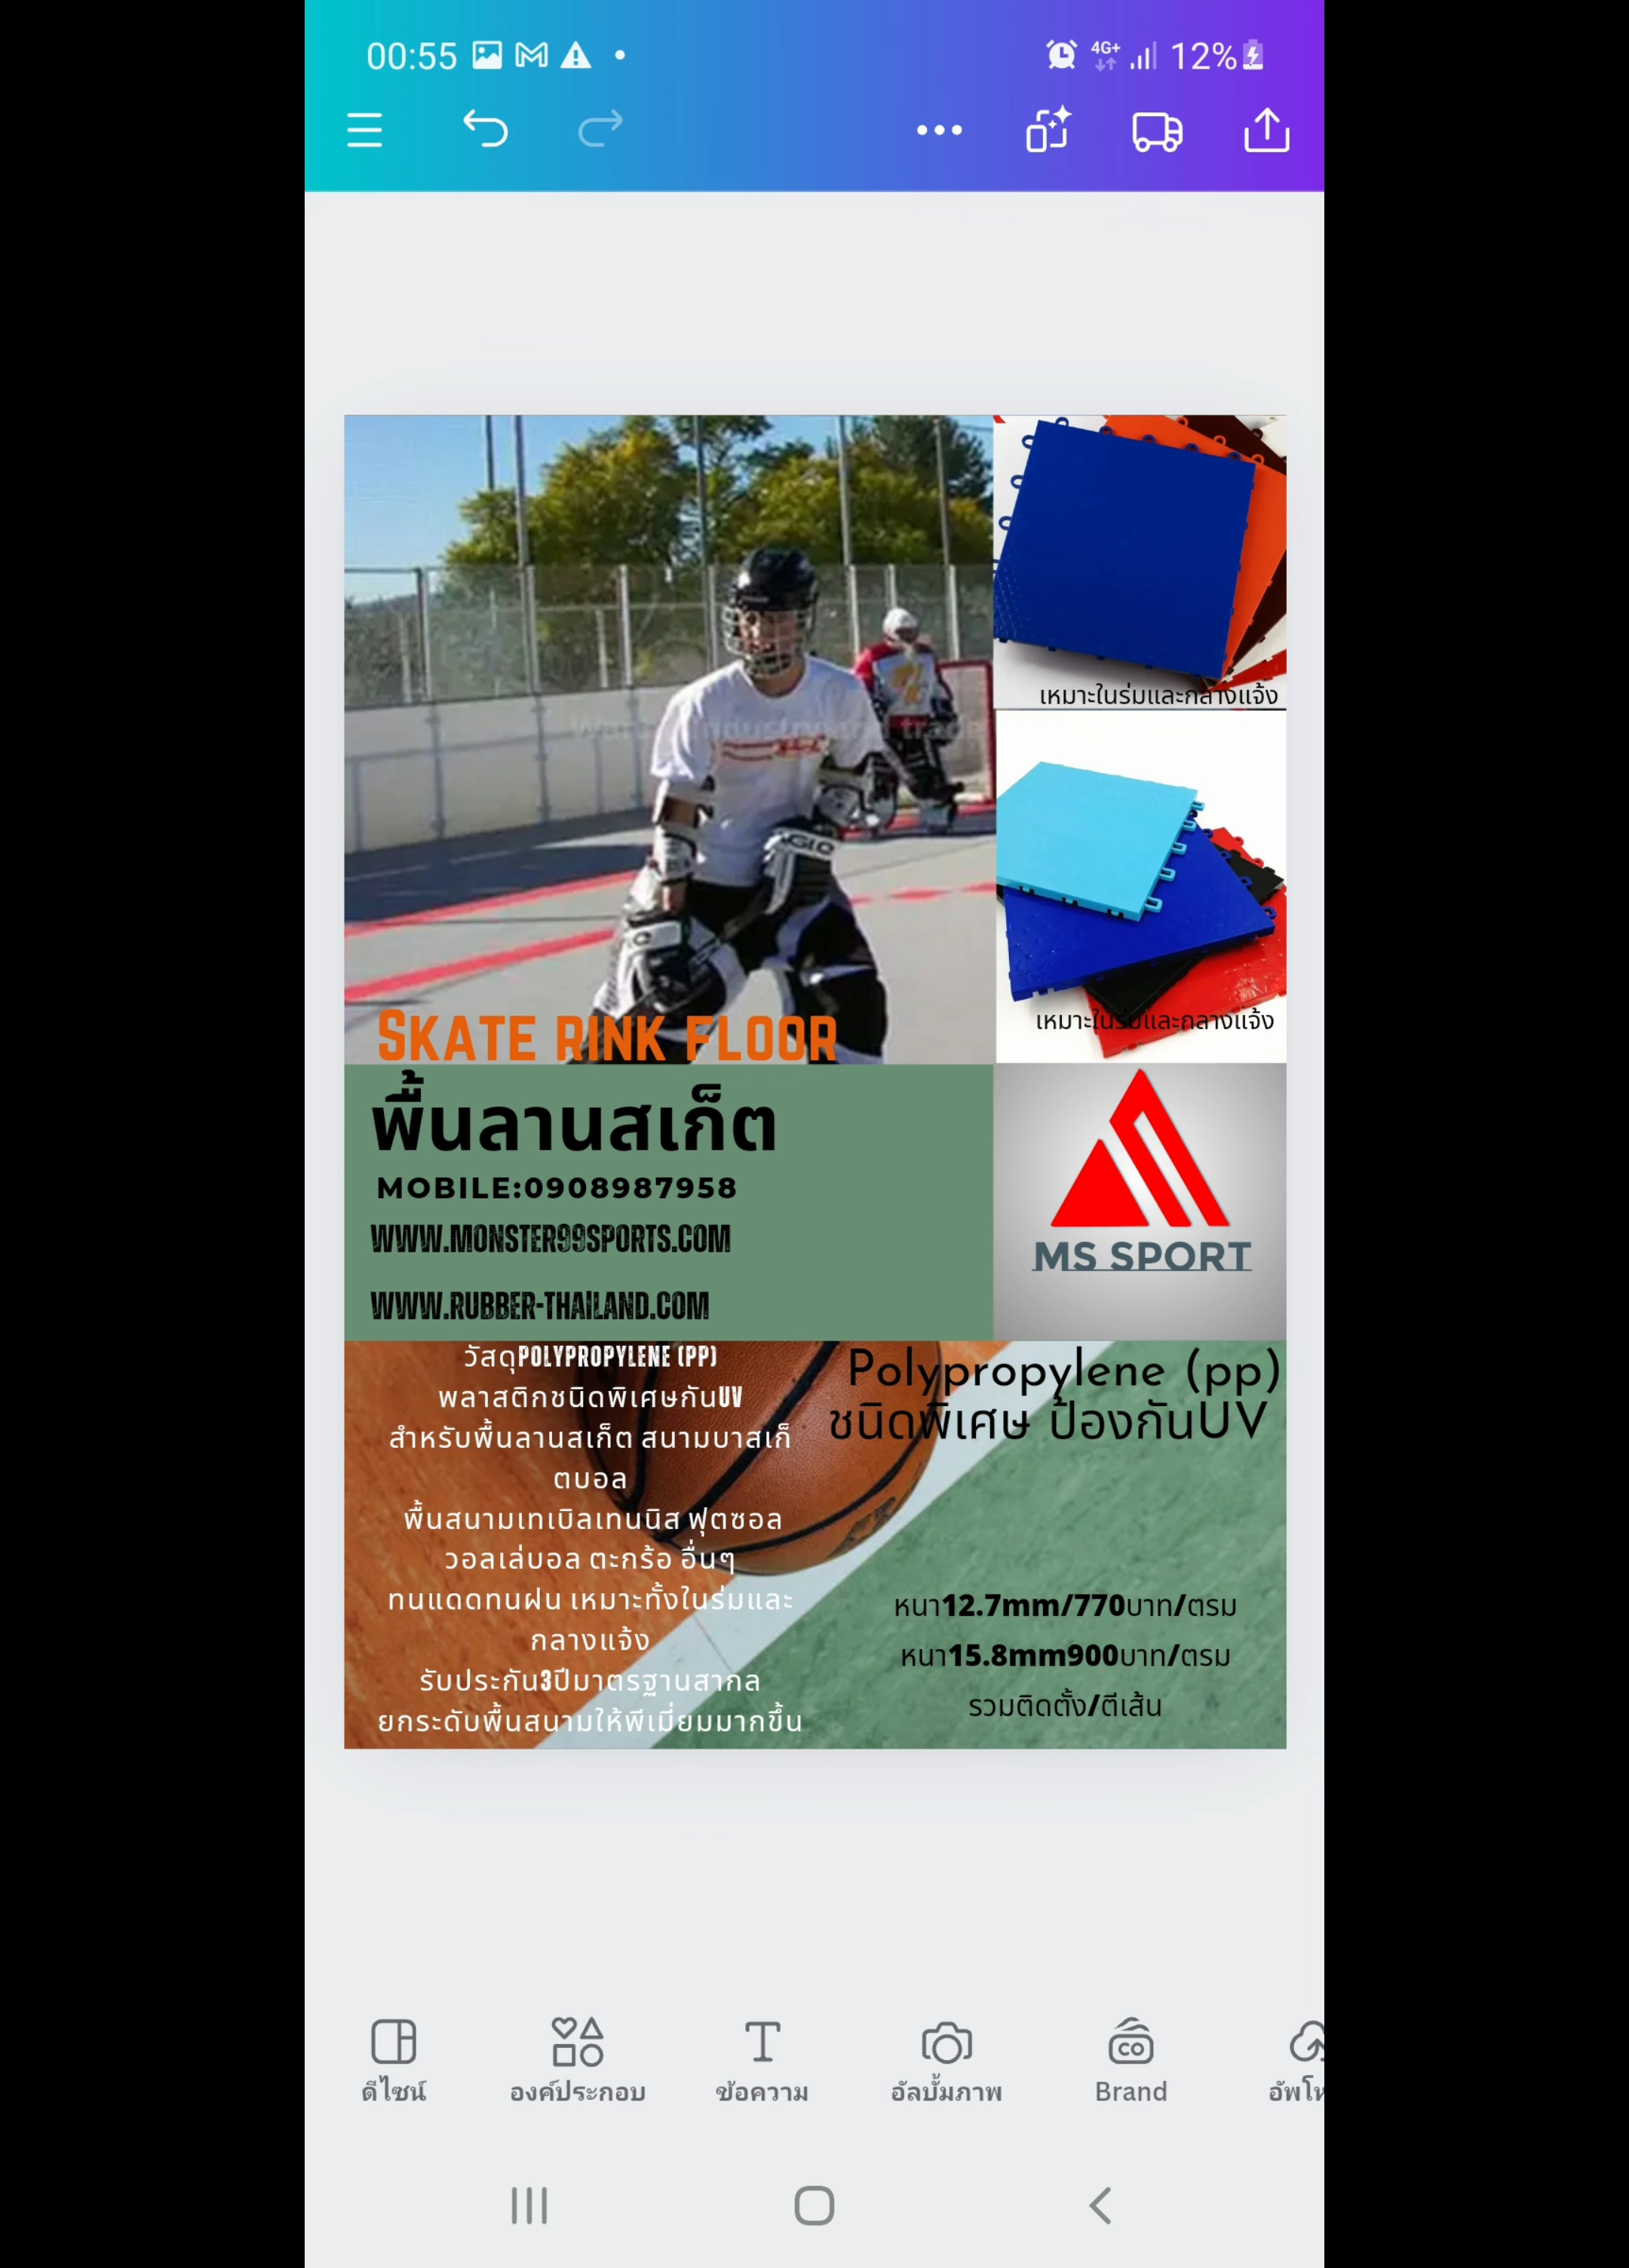 00:55
4G+
12%
เหมาะในร่มและกลางแจ้ง
เหมาะในร่มและกลางแจ้ง
SKATE RINK FLOOR
พื้นลานสเก็ต
MOBILE:0908987958
WWW.MONSTER99SPORTS.COM
WWW.RUBBER-THAILAND.COM
MS SPORT
วัสดุPOLYPROPYLENE (PP)
พลาสติกชนิดพิเศษกันUV
สำหรับพื้นลานสเก็ต สนามบาสเก็
ตบอล
พื้นสนามเทเบิลเทนนิส ฟุตซอล
วอลเล่บอล ตะกร้อ อื่นๆ
ทนแดดทนฝน เหมาะทั้งในร่มและ
กลางแจ้ง
รับประกัน3ปีมาตรฐานสากล
ยกระดับพื้นสนามให้พีเมี่ยมมากขึ้น
Polypropylene (pp)
ชนิดพิเศษ ป้องกันUV
หนา12.7mm/770บาท/ตรม
หนา15.8mm900บาท/ตรม
รวมติดตั้ง/ตีเส้น
ดีไซน์
องค์ประกอบ
ข้อความ
อัลบั้มภาพ
Brand